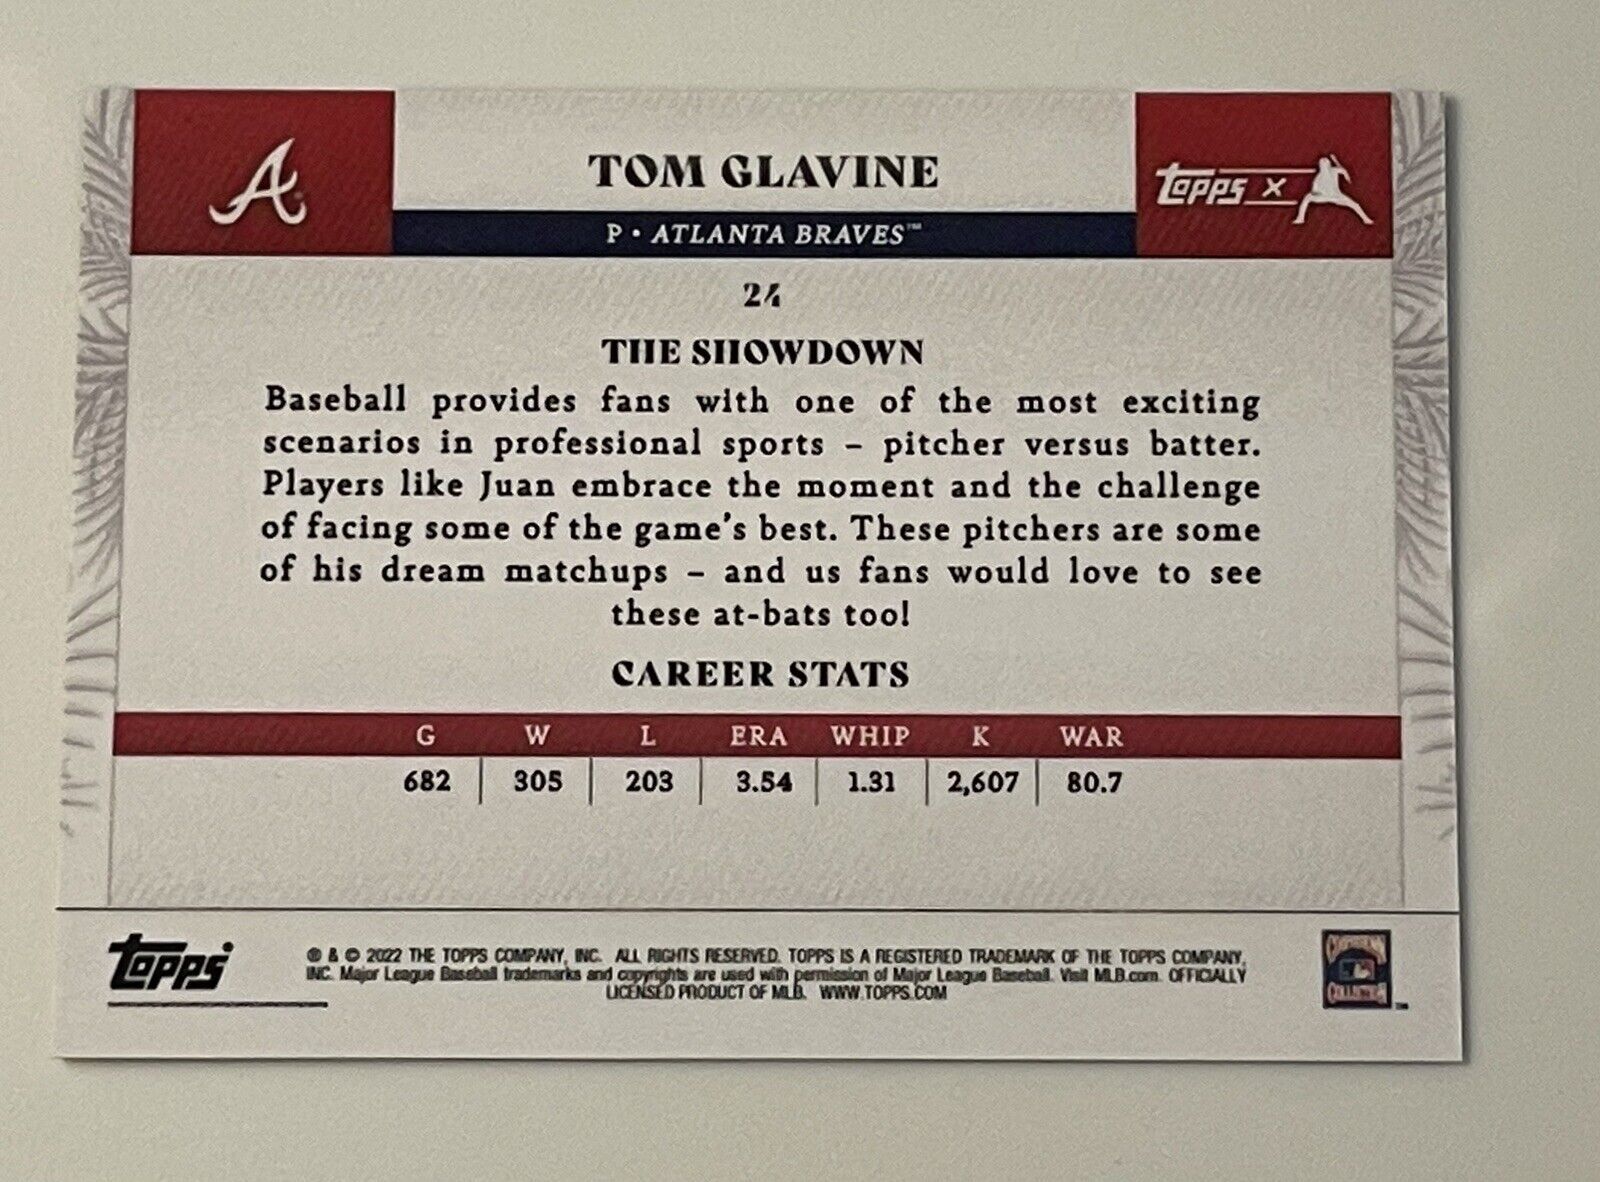 A
TOM GLAVINE
topps x
P • ATLANTA BRAVES™
24
THE SHOWDOWN
Baseball provides fans with one of the most exciting
scenarios in professional sports – pitcher versus batter.
Players like Juan embrace the moment and the challenge
of facing some of the game's best. These pitchers are some
of his dream matchups – and us fans would love to see
these at-bats too!
CAREER STATS
G W L ERA WHIP K WAR
682 305 203 3.54 1.31 2,607 80.7
topps
® & © 2022 THE TOPPS COMPANY, INC. ALL RIGHTS RESERVED. TOPPS IS A REGISTERED TRADEMARK OF THE TOPPS COMPANY,
INC. Major League Baseball trademarks and copyrights are used with permission of Major League Baseball. Visit MLB.com. OFFICIALLY
LICENSED PRODUCT OF MLB. WWW.TOPPS.COM